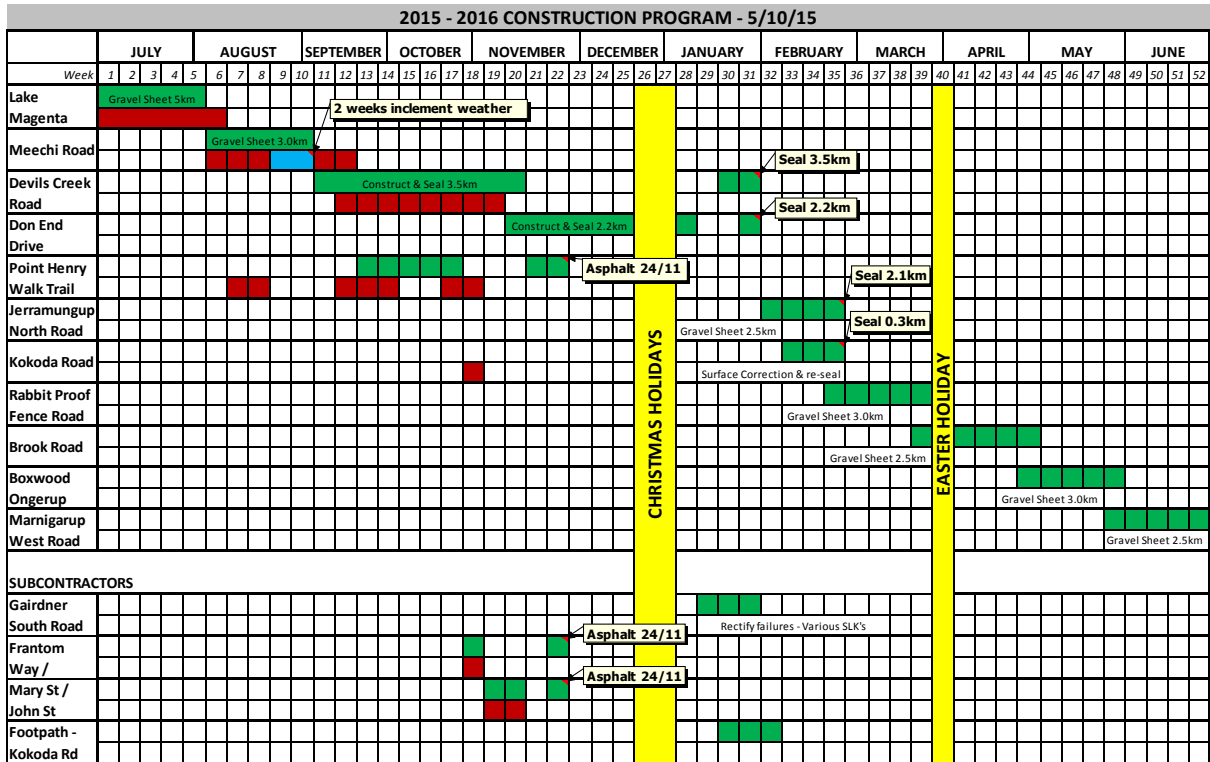 2015 - 2016 CONSTRUCTION PROGRAM - 5/10/15
JULY AUGUST SEPTEMBER OCTOBER NOVEMBER DECEMBER JANUARY FEBRUARY MARCH APRIL MAY JUNE
Week 1 2 3 4 5 6 7 8 9 10 11 12 13 14 15 16 17 18 19 20 21 22 23 24 25 26 27 28 29 30 31 32 33 34 35 36 37 38 39 40 41 42 43 44 45 46 47 48 49 50 51 52
Lake Gravel Sheet 5km
Magenta 2 weeks inclement weather
Meechi Road Gravel Sheet 3.0km
Seal 3.5km
Devils Creek Construct & Seal 3.5km
Road Seal 2.2km
Don End Construct & Seal 2.2km
Drive
Point Henry Asphalt 24/11
Walk Trail Seal 2.1km
Jerramungup
North Road Gravel Sheet 2.5km Seal 0.3km
Kokoda Road
Surface Correction & re-seal
Rabbit Proof
Fence Road Gravel Sheet 3.0km
Brook Road
Gravel Sheet 2.5km
Boxwood
Ongerup Gravel Sheet 3.0km
Marnigarup
West Road Gravel Sheet 2.5km
CHRISTMAS HOLIDAYS
EASTER HOLIDAY
SUBCONTRACTORS
Gairdner
South Road Rectify failures - Various SLK's
Frantom Asphalt 24/11
Way /
Mary St / Asphalt 24/11
John St
Footpath -
Kokoda Rd